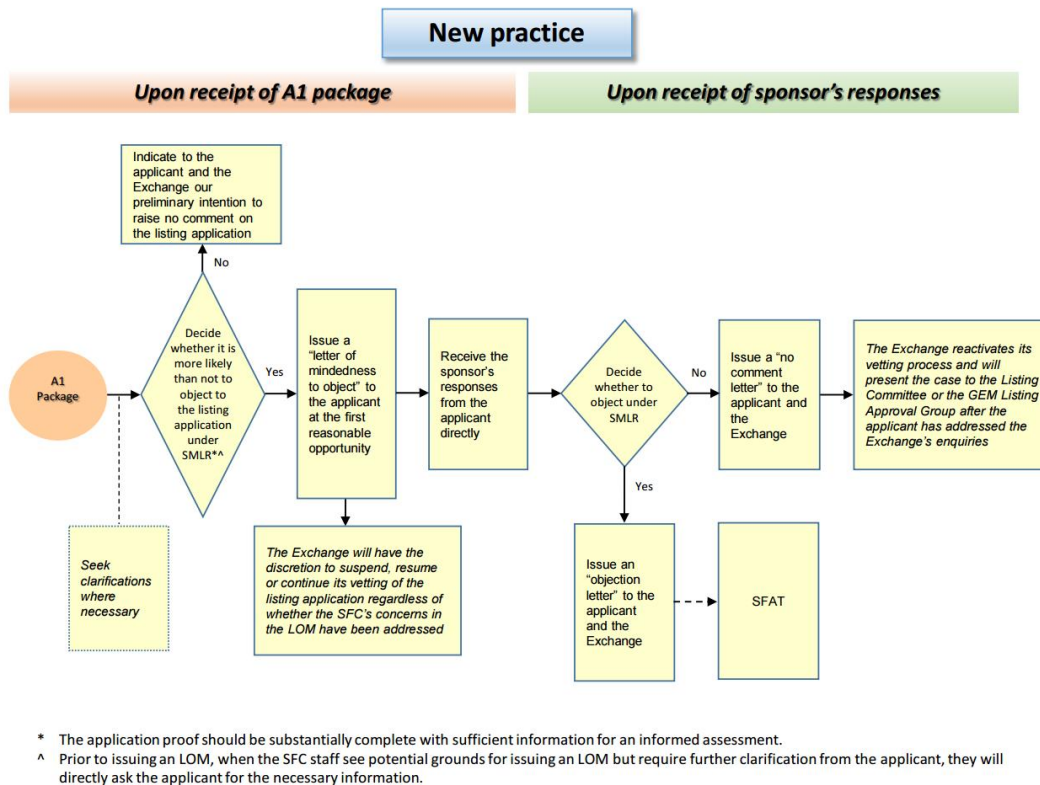 New practice
Upon receipt of A1 package
Upon receipt of sponsor's responses
Indicate to the
applicant and the
Exchange our
preliminary intention to
raise no comment on
the listing application
No
A1
Package
Decide
whether it is
more likely
than not to
object to
the listing
application
under
SMLR*^
Yes
Issue a
"letter of
mindedness
to object" to
the applicant
at the first
reasonable
opportunity
Receive the
sponsor's
responses
from the
applicant
directly
Decide
whether to
object under
SMLR
No
Issue a "no
comment
letter" to the
applicant and
the
Exchange
The Exchange reactivates its
vetting process and will
present the case to the Listing
Committee or the GEM Listing
Approval Group after the
applicant has addressed the
Exchange's enquiries
Yes
Seek
clarifications
where
necessary
The Exchange will have the
discretion to suspend, resume
or continue its vetting of the
listing application regardless of
whether the SFC's concerns in
the LOM have been addressed
Issue an
"objection
letter" to the
applicant
and the
Exchange
SFAT
* The application proof should be substantially complete with sufficient information for an informed assessment.
^ Prior to issuing an LOM, when the SFC staff see potential grounds for issuing an LOM but require further clarification from the applicant, they will
directly ask the applicant for the necessary information.